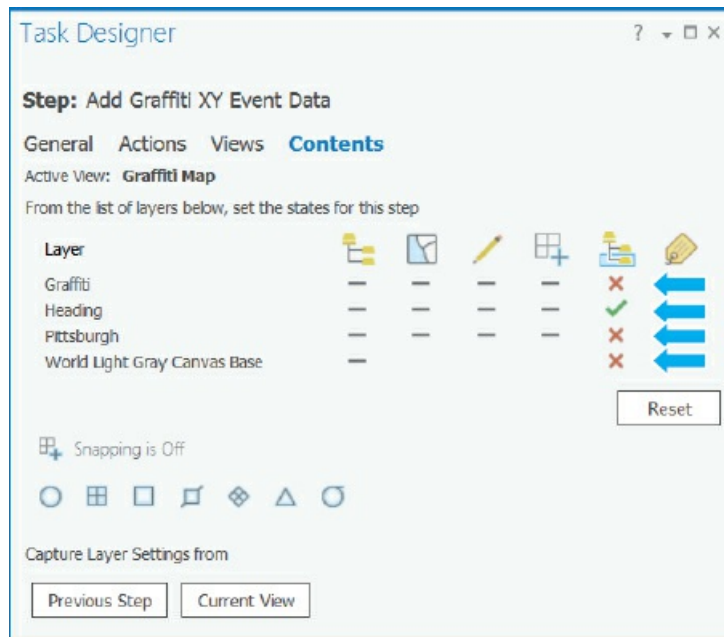 Task Designer ?
Step: Add Graffiti XY Event Data
General Actions Views Contents
Active View: Graffiti Map
From the list of layers below, set the states for this step
Layer
Graffiti
Heading
Pittsburgh
World Light Gray Canvas Base
Reset
Snapping is Off
Capture Layer Settings from
Previous Step Current View